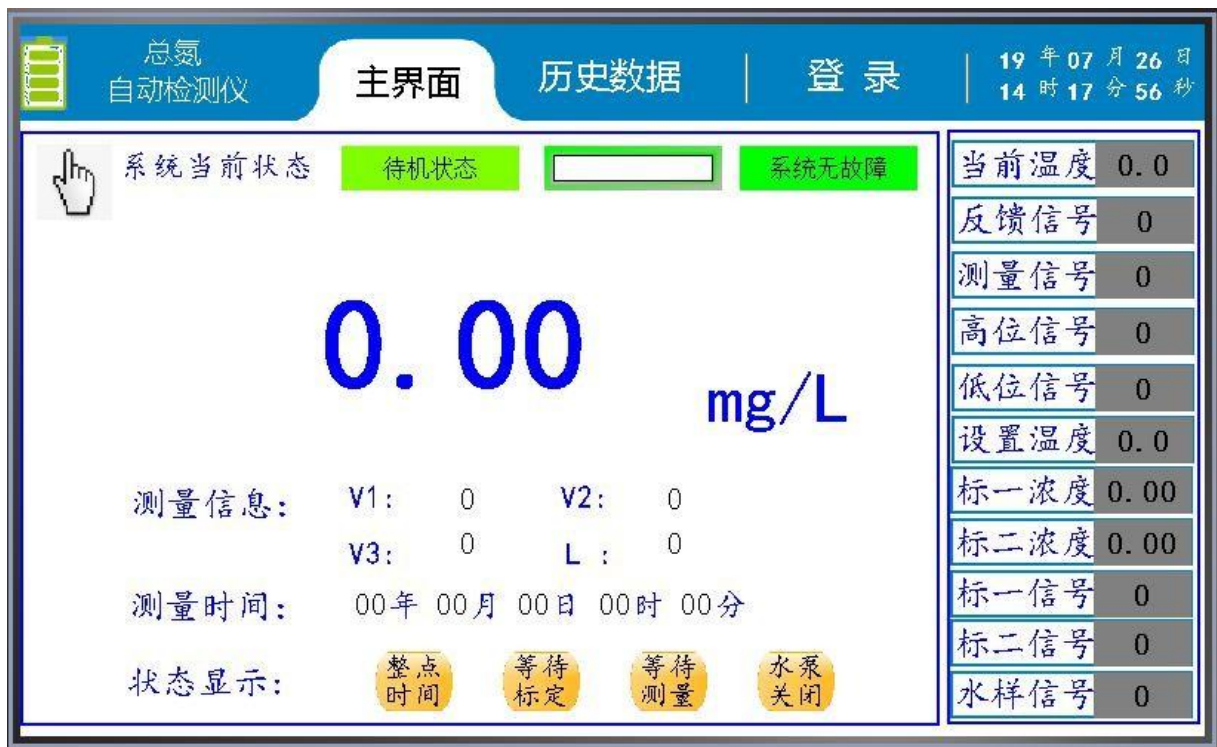 总氮
自动检测仪
主界面
历史数据
登 录
19 年 07 月 26 日
14 时 17 分 56 秒
系统当前状态
待机状态
系统无故障
0.00
mg/L
测量信息:
V1: 0
V2: 0
V3: 0
L : 0
测量时间:
00年 00月 00日 00时 00分
状态显示:
整点
时间
等待
标定
等待
测量
水泵
关闭
当前温度 0.0
反馈信号 0
测量信号 0
高位信号 0
低位信号 0
设置温度 0.0
标一浓度 0.00
标二浓度 0.00
标一信号 0
标二信号 0
水样信号 0